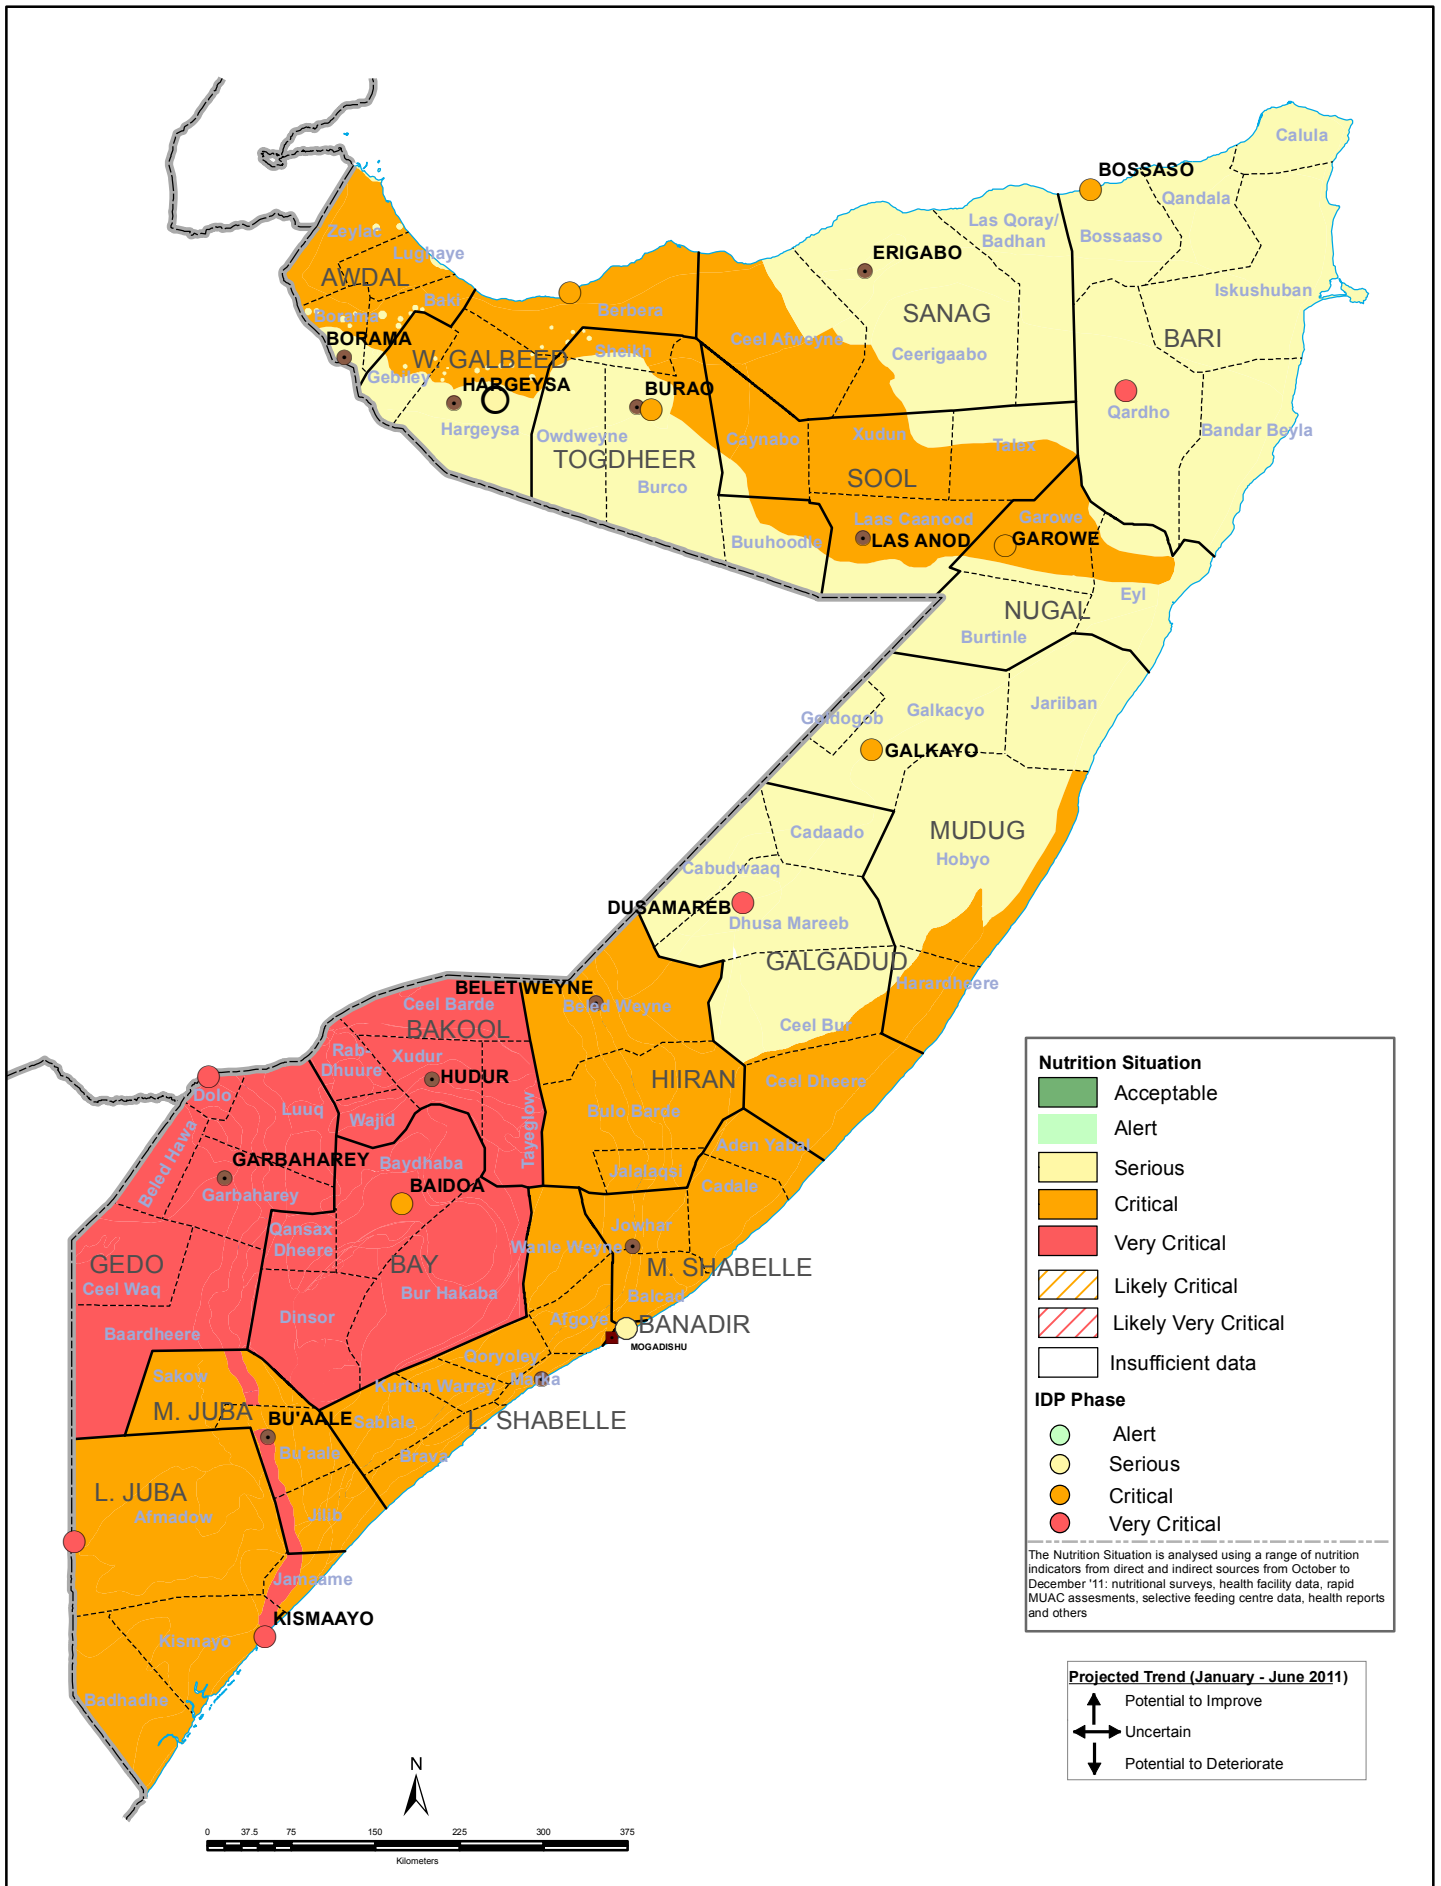 Calula
BOSSASO
Qandala
Las Qoray/
Badhan
Bossaaso
Zeylac
Lughaye
ERIGABO
AWDAL
Iskushuban
Baki
Berbera
SANAG
Borama
BARI
BORAMA
Ceel Afweyne
Sheikh
Ceerigaabo
W. GALBEED
Gebiley
HARGEYSA
BURAO
Qardho
Hargeysa
Owdweyne
Caynabo
Xudun
Talex
Bandar Beyla
TOGDHEER
SOOL
Burco
Laas Caanood
Garowe
Buuhoodle
LAS ANOD
GAROWE
Eyl
NUGAL
Burtinle
Jariiban
Galkacyo
Geldogob
GALKAYO
MUDUG
Cadaado
Hobyo
Cabudwaaq
DUSAMAREB
Dhusa Mareeb
GALGADUD
Harardheere
BELET WEYNE
Ceel Barde
Beled Weyne
Ceel Bur
BAKOOL
Rab-
Dhuure
Xudur
HUDUR
HIIRAN
Ceel Dheere
Dolo
Luuq
Wajid
Tayeglow
Bulo Barde
Beled Hawa
Aden Yabal
GARBAHAREY
Baydhaba
Jalalaqsi
BAIDOA
Cadale
Garbaharey
Qansax
Dheere
Jowhar
Wanle Weyne
GEDO
BAY
M. SHABELLE
Ceel Waq
Bur Hakaba
Balcad
Dinsor
Afgoye
BANADIR
Baardheere
MOGADISHU
Qoryoley
Sakow
Kurtun Warrey
Marka
M. JUBA
BU'AALE
Sablale
L. SHABELLE
Bu'aale
Brava
L. JUBA
Afmadow
Jilib
Jamaame
KISMAAYO
Kismayo
Badhadhe
Nutrition Situation
Acceptable
Alert
Serious
Critical
Very Critical
Likely Critical
Likely Very Critical
Insufficient data
IDP Phase
Alert
Serious
Critical
Very Critical
The Nutrition Situation is analysed using a range of nutrition
indicators from direct and indirect sources from October to
December '11: nutritional surveys, health facility data, rapid
MUAC assesments, selective feeding centre data, health reports
and others
Projected Trend (January - June 2011)
Potential to Improve
Uncertain
Potential to Deteriorate
N
0 37.5 75 150 225 300 375
Kilometers